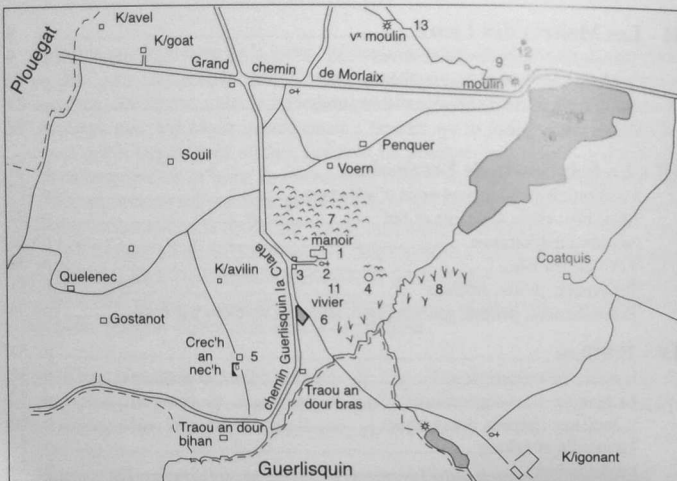 K/avel
K/goat
Plouegat
Grand chemin de Morlaix
vˣ moulin
13
12
9
moulin
Penquer
Voern
Souil
7
manoir
1
2
3
4
11
vivier
6
8
Coatquis
Quelenec
K/avilin
Gostanot
Crec'h
an
nec'h
5
chemin Guerlisquin la Clarte
Traou an
dour bras
Traou an dour
bihan
K/igonant
Guerlisquin